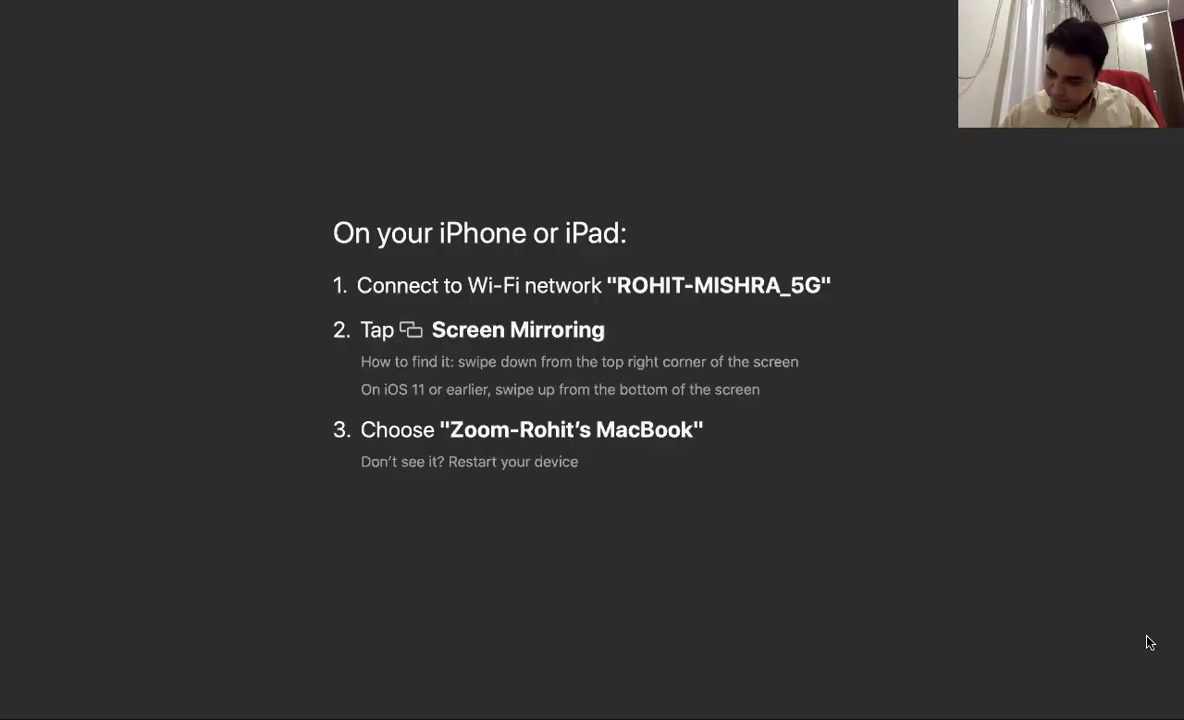 On your iPhone or iPad:
1. Connect to Wi-Fi network "ROHIT-MISHRA_5G"
2. Tap Screen Mirroring
How to find it: swipe down from the top right corner of the screen
On iOS 11 or earlier, swipe up from the bottom of the screen
3. Choose "Zoom-Rohit’s MacBook"
Don’t see it? Restart your device